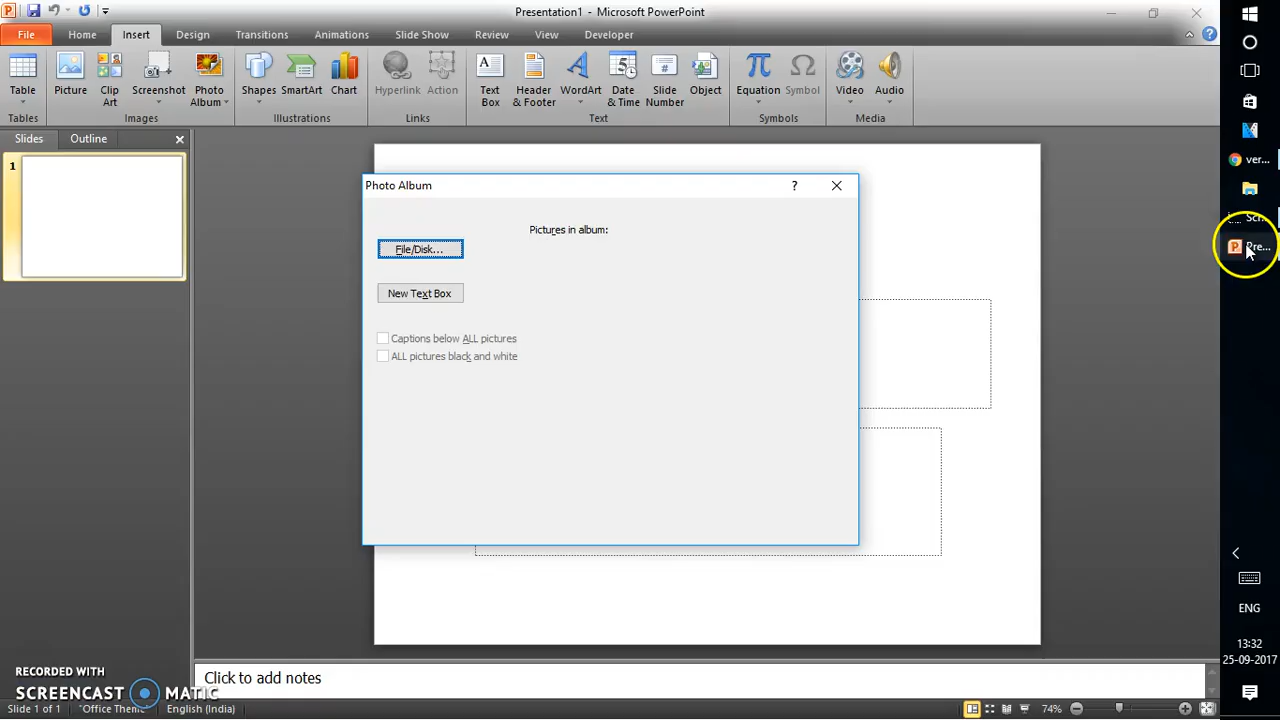 Presentation1 - Microsoft PowerPoint
File Home Insert Design Transitions Animations Slide Show Review View Developer
Table Picture Clip Art Screenshot Photo Album Shapes SmartArt Chart Hyperlink Action Text Box Header & Footer WordArt Date & Time Slide Number Object Equation Symbol Video Audio
Tables Images Illustrations Links Text Symbols Media
Slides Outline
1
Photo Album ?
Pictures in album:
File/Disk...
New Text Box
Captions below ALL pictures
ALL pictures black and white
ver...
Scr...
Pre...
ENG
13:32
25-09-2017
Click to add notes
RECORDED WITH
SCREENCAST MATIC
Slide 1 of 1 English (India) 74%